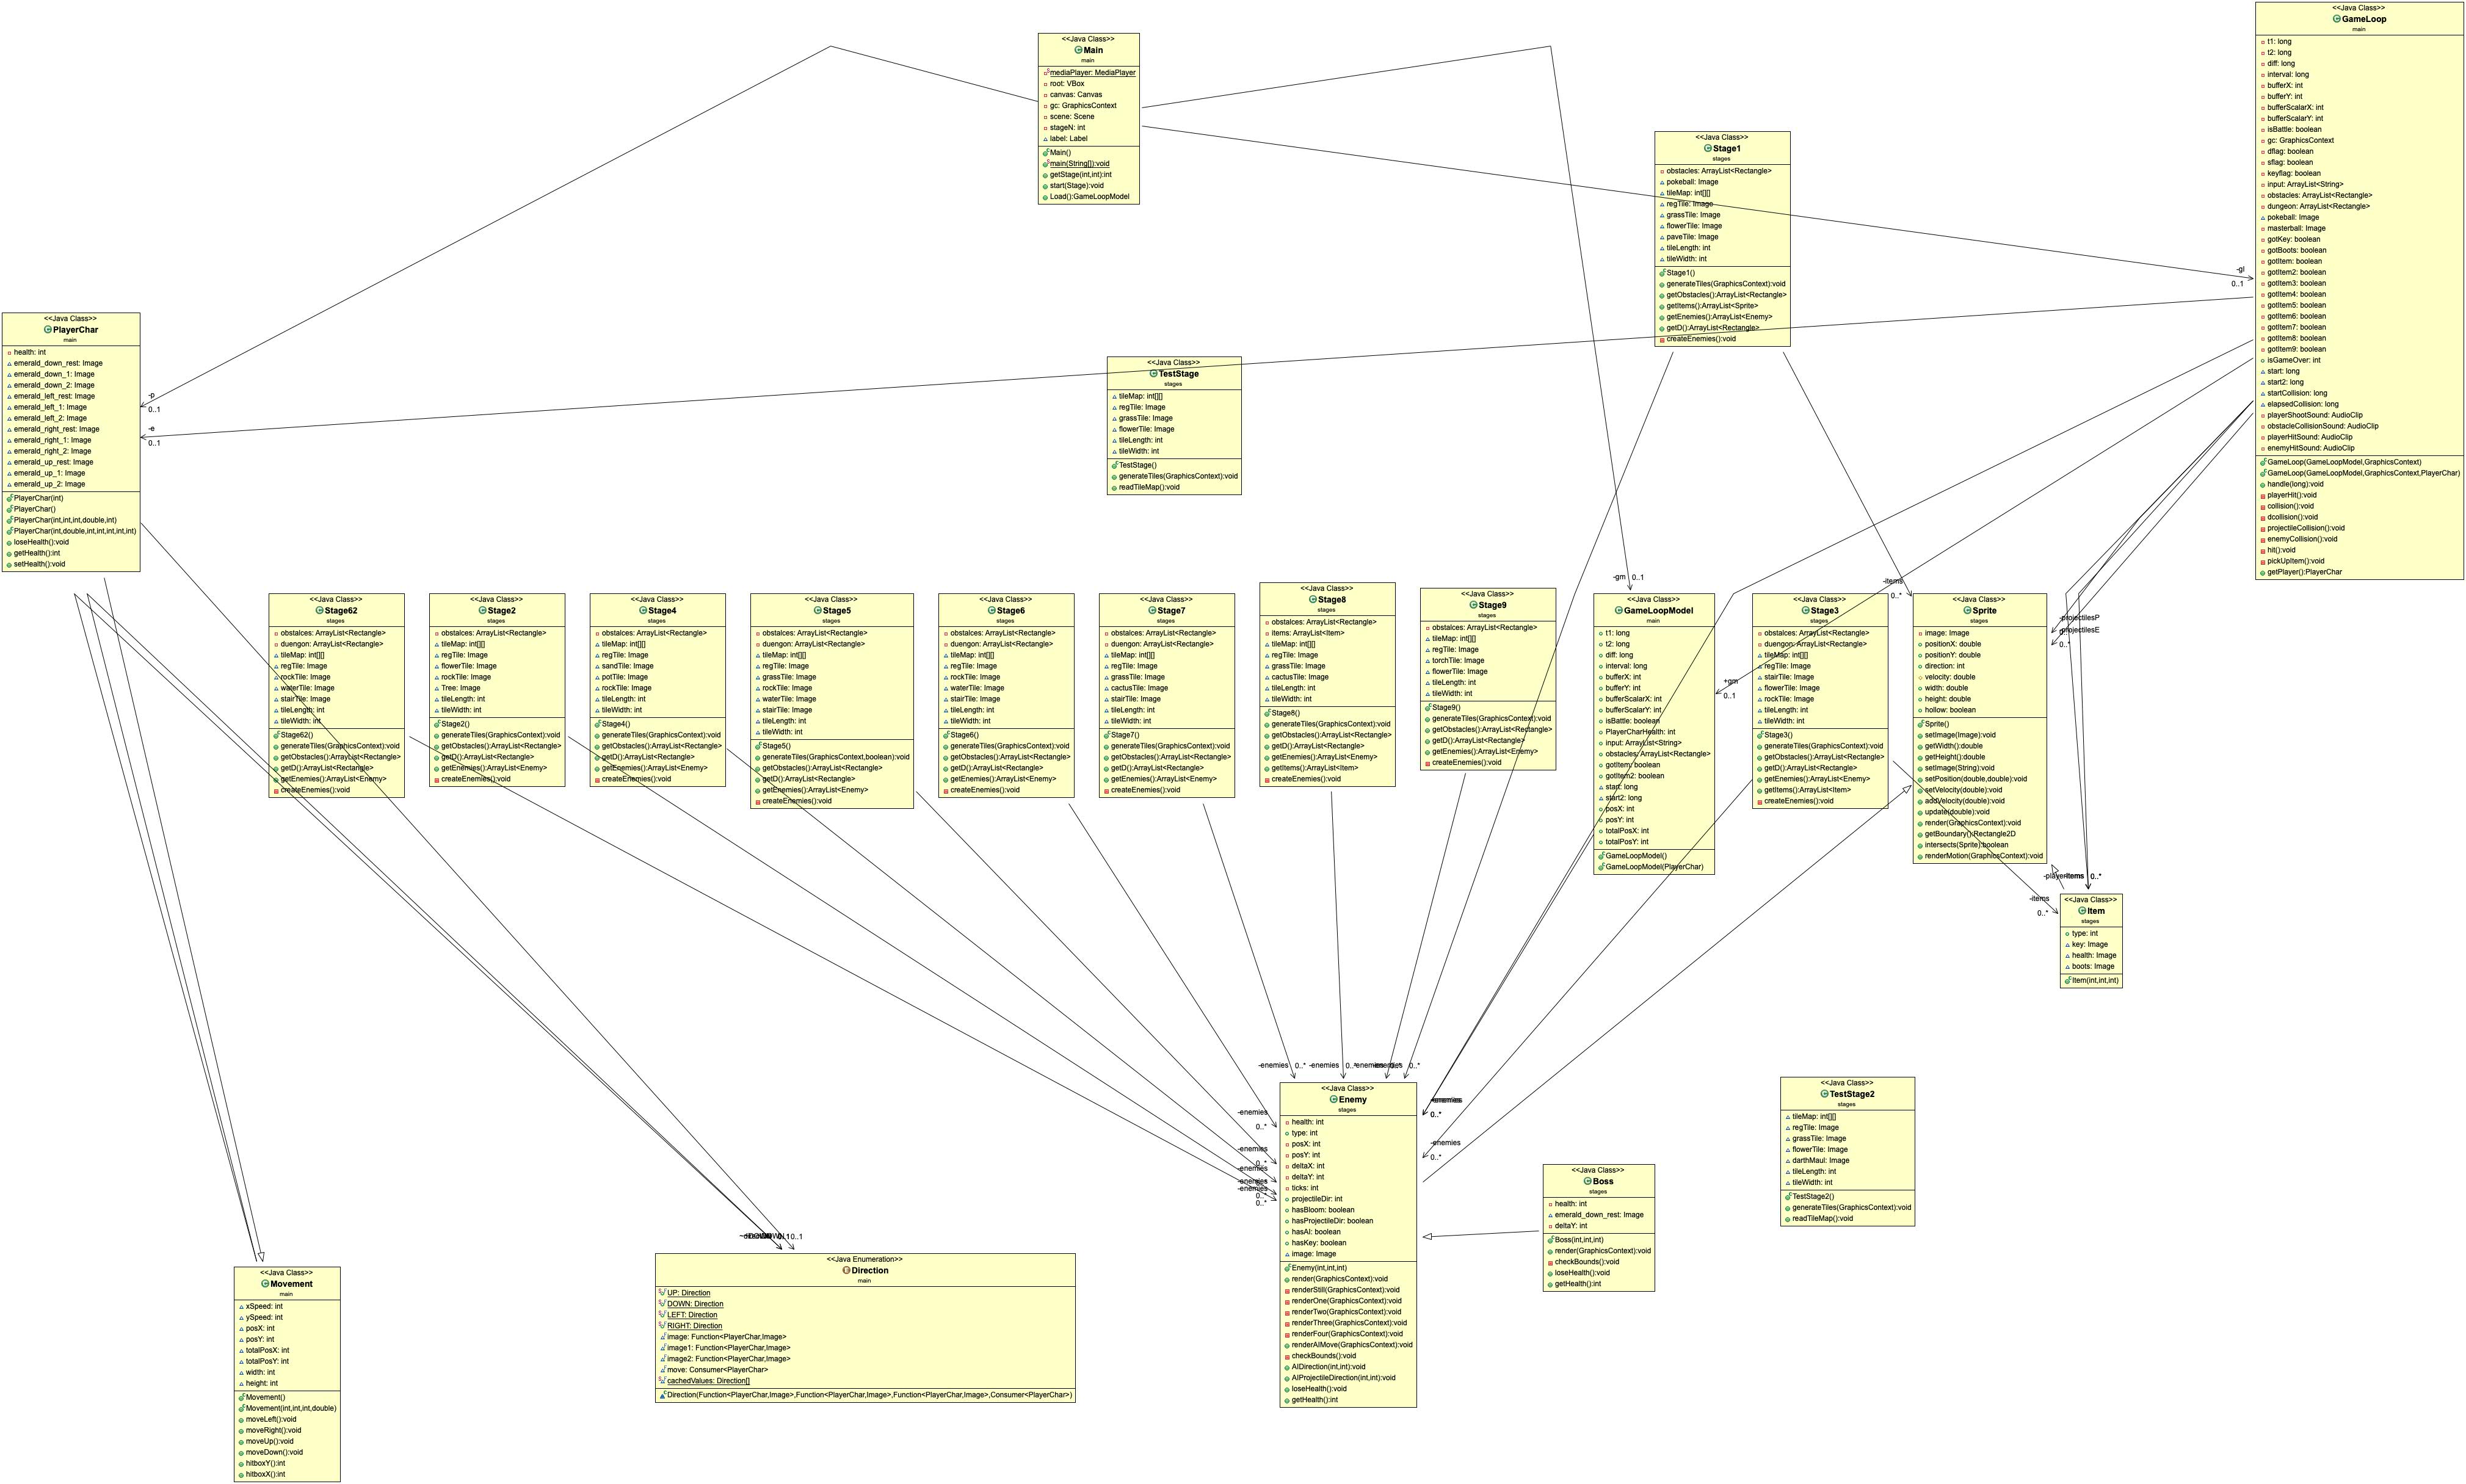 <<Java Class>>
Main
main
mediaPlayer: MediaPlayer
root: VBox
canvas: Canvas
gc: GraphicsContext
scene: Scene
stageN: int
label: Label
Main()
main(String[]):void
getStage(int,int):int
start(Stage):void
Load():GameLoopModel
<<Java Class>>
GameLoop
main
t1: long
t2: long
diff: long
interval: long
bufferX: int
bufferY: int
bufferScalarX: int
bufferScalarY: int
isBattle: boolean
gc: GraphicsContext
dflag: boolean
sflag: boolean
keyflag: boolean
input: ArrayList<String>
obstacles: ArrayList<Rectangle>
dungeon: ArrayList<Rectangle>
pokeball: Image
masterball: Image
gotKey: boolean
gotBoots: boolean
gotItem: boolean
gotItem2: boolean
gotItem3: boolean
gotItem4: boolean
gotItem5: boolean
gotItem6: boolean
gotItem7: boolean
gotItem8: boolean
gotItem9: boolean
isGameOver: int
start: long
start2: long
startCollision: long
elapsedCollision: long
playerShootSound: AudioClip
obstacleCollisionSound: AudioClip
playerHitSound: AudioClip
enemyHitSound: AudioClip
GameLoop(GameLoopModel,GraphicsContext)
GameLoop(GameLoopModel,GraphicsContext,PlayerChar)
handle(long):void
playerHit():void
collision():void
dcollision():void
projectileCollision():void
enemyCollision():void
hit():void
pickUpItem():void
getPlayer():PlayerChar
<<Java Class>>
Stage1
stages
obstacles: ArrayList<Rectangle>
pokeball: Image
tileMap: int[][]
regTile: Image
grassTile: Image
flowerTile: Image
paveTile: Image
tileLength: int
tileWidth: int
Stage1()
generateTiles(GraphicsContext):void
getObstacles():ArrayList<Rectangle>
getItems():ArrayList<Sprite>
getEnemies():ArrayList<Enemy>
getD():ArrayList<Rectangle>
createEnemies():void
-gl
0..1
<<Java Class>>
PlayerChar
main
health: int
emerald_down_rest: Image
emerald_down_1: Image
emerald_down_2: Image
emerald_left_rest: Image
emerald_left_1: Image
emerald_left_2: Image
emerald_right_rest: Image
emerald_right_1: Image
emerald_right_2: Image
emerald_up_rest: Image
emerald_up_1: Image
emerald_up_2: Image
PlayerChar(int)
PlayerChar()
PlayerChar(int,int,int,double,int)
PlayerChar(int,double,int,int,int,int,int)
loseHealth():void
getHealth():int
setHealth():void
-p
0..1
-e
0..1
<<Java Class>>
TestStage
stages
tileMap: int[][]
regTile: Image
grassTile: Image
flowerTile: Image
tileLength: int
tileWidth: int
TestStage()
generateTiles(GraphicsContext):void
readTileMap():void
<<Java Class>>
Stage62
stages
obstalces: ArrayList<Rectangle>
duengon: ArrayList<Rectangle>
tileMap: int[][]
regTile: Image
rockTile: Image
waterTile: Image
stairTile: Image
tileLength: int
tileWidth: int
Stage62()
generateTiles(GraphicsContext):void
getObstacles():ArrayList<Rectangle>
getD():ArrayList<Rectangle>
getEnemies():ArrayList<Enemy>
createEnemies():void
<<Java Class>>
Stage2
stages
obstalces: ArrayList<Rectangle>
tileMap: int[][]
regTile: Image
flowerTile: Image
rockTile: Image
Tree: Image
tileLength: int
tileWidth: int
Stage2()
generateTiles(GraphicsContext):void
getObstacles():ArrayList<Rectangle>
getD():ArrayList<Rectangle>
getEnemies():ArrayList<Enemy>
createEnemies():void
<<Java Class>>
Stage4
stages
obstalces: ArrayList<Rectangle>
tileMap: int[][]
regTile: Image
sandTile: Image
potTile: Image
rockTile: Image
tileLength: int
tileWidth: int
Stage4()
generateTiles(GraphicsContext):void
getObstacles():ArrayList<Rectangle>
getD():ArrayList<Rectangle>
getEnemies():ArrayList<Enemy>
createEnemies():void
<<Java Class>>
Stage5
stages
obstalces: ArrayList<Rectangle>
duengon: ArrayList<Rectangle>
tileMap: int[][]
regTile: Image
grassTile: Image
rockTile: Image
waterTile: Image
stairTile: Image
tileLength: int
tileWidth: int
Stage5()
generateTiles(GraphicsContext,boolean):void
getObstacles():ArrayList<Rectangle>
getD():ArrayList<Rectangle>
getEnemies():ArrayList<Enemy>
createEnemies():void
<<Java Class>>
Stage6
stages
obstalces: ArrayList<Rectangle>
duengon: ArrayList<Rectangle>
tileMap: int[][]
regTile: Image
rockTile: Image
waterTile: Image
stairTile: Image
tileLength: int
tileWidth: int
Stage6()
generateTiles(GraphicsContext):void
getObstacles():ArrayList<Rectangle>
getD():ArrayList<Rectangle>
getEnemies():ArrayList<Enemy>
createEnemies():void
<<Java Class>>
Stage7
stages
obstalces: ArrayList<Rectangle>
duengon: ArrayList<Rectangle>
tileMap: int[][]
regTile: Image
grassTile: Image
cactusTile: Image
stairTile: Image
tileLength: int
tileWidth: int
Stage7()
generateTiles(GraphicsContext):void
getObstacles():ArrayList<Rectangle>
getD():ArrayList<Rectangle>
getEnemies():ArrayList<Enemy>
createEnemies():void
<<Java Class>>
Stage8
stages
obstacles: ArrayList<Rectangle>
items: ArrayList<Item>
tileMap: int[][]
regTile: Image
grassTile: Image
cactusTile: Image
tileLength: int
tileWidth: int
Stage8()
generateTiles(GraphicsContext):void
getObstacles():ArrayList<Rectangle>
getD():ArrayList<Rectangle>
getEnemies():ArrayList<Enemy>
getItems():ArrayList<Item>
createEnemies():void
<<Java Class>>
Stage9
stages
obstacles: ArrayList<Rectangle>
tileMap: int[][]
regTile: Image
torchTile: Image
flowerTile: Image
tileLength: int
tileWidth: int
Stage9()
generateTiles(GraphicsContext):void
getObstacles():ArrayList<Rectangle>
getD():ArrayList<Rectangle>
getEnemies():ArrayList<Enemy>
createEnemies():void
-gm 0..1
<<Java Class>>
GameLoopModel
main
t1: long
t2: long
diff: long
interval: long
bufferX: int
bufferY: int
bufferScalarX: int
bufferScalarY: int
isBattle: boolean
PlayerCharHealth: int
input: ArrayList<String>
obstacles: ArrayList<Rectangle>
gotItem: boolean
gotItem2: boolean
start: long
start2: long
posX: int
posY: int
totalPosX: int
totalPosY: int
GameLoopModel()
GameLoopModel(PlayerChar)
+gm
0..1
<<Java Class>>
Stage3
stages
obstalces: ArrayList<Rectangle>
duengon: ArrayList<Rectangle>
tileMap: int[][]
regTile: Image
stairTile: Image
flowerTile: Image
rockTile: Image
tileLength: int
tileWidth: int
Stage3()
generateTiles(GraphicsContext):void
getObstacles():ArrayList<Rectangle>
getD():ArrayList<Rectangle>
getEnemies():ArrayList<Enemy>
getItems():ArrayList<Item>
createEnemies():void
-items
0..*
<<Java Class>>
Sprite
stages
image: Image
positionX: double
positionY: double
direction: int
velocity: double
width: double
height: double
hollow: boolean
Sprite()
setImage(Image):void
getWidth():double
getHeight():double
setImage(String):void
setPosition(double,double):void
setVelocity(double):void
addVelocity(double):void
update(double):void
render(GraphicsContext):void
getBoundary():Rectangle2D
intersects(Sprite):boolean
renderMotion(GraphicsContext):void
-projectilesP
-projectilesE
0..*
0..*
-items
0..*
<<Java Class>>
Item
stages
type: int
key: Image
health: Image
boots: Image
Item(int,int,int)
-enemies 0..*
-enemies
-enemies
0..*
-enemies
0..*
-enemies
0..*
-enemies
-enemies
-enemies
0..*
0..*
<<Java Class>>
Enemy
stages
health: int
type: int
posX: int
posY: int
deltaX: int
deltaY: int
ticks: int
projectileDir: int
hasBloom: boolean
hasProjectileDir: boolean
hasAI: boolean
hasKey: boolean
image: Image
Enemy(int,int,int)
render(GraphicsContext):void
renderStill(GraphicsContext):void
renderOne(GraphicsContext):void
renderTwo(GraphicsContext):void
renderThree(GraphicsContext):void
renderFour(GraphicsContext):void
renderAIMove(GraphicsContext):void
checkBounds():void
AIDirection(int,int):void
AIProjectileDirection(int,int):void
loseHealth():void
getHealth():int
0..*
-enemies
0..*
<<Java Class>>
TestStage2
stages
tileMap: int[][]
regTile: Image
grassTile: Image
flowerTile: Image
darthMaul: Image
tileLength: int
tileWidth: int
TestStage2()
generateTiles(GraphicsContext):void
readTileMap():void
<<Java Class>>
Boss
stages
health: int
emerald_down_rest: Image
deltaY: int
Boss(int,int,int)
render(GraphicsContext):void
checkBounds():void
loseHealth():void
getHealth():int
0..1
<<Java Class>>
Movement
main
xSpeed: int
ySpeed: int
posX: int
posY: int
totalPosX: int
totalPosY: int
width: int
height: int
Movement()
Movement(int,int,int,double)
moveLeft():void
moveRight():void
moveUp():void
moveDown():void
hitboxY():int
hitboxX():int
<<Java Enumeration>>
Direction
main
UP: Direction
DOWN: Direction
LEFT: Direction
RIGHT: Direction
image: Function<PlayerChar,Image>
image1: Function<PlayerChar,Image>
image2: Function<PlayerChar,Image>
move: Consumer<PlayerChar>
cachedValues: Direction[]
Direction(Function<PlayerChar,Image>,Function<PlayerChar,Image>,Function<PlayerChar,Image>,Consumer<PlayerChar>)